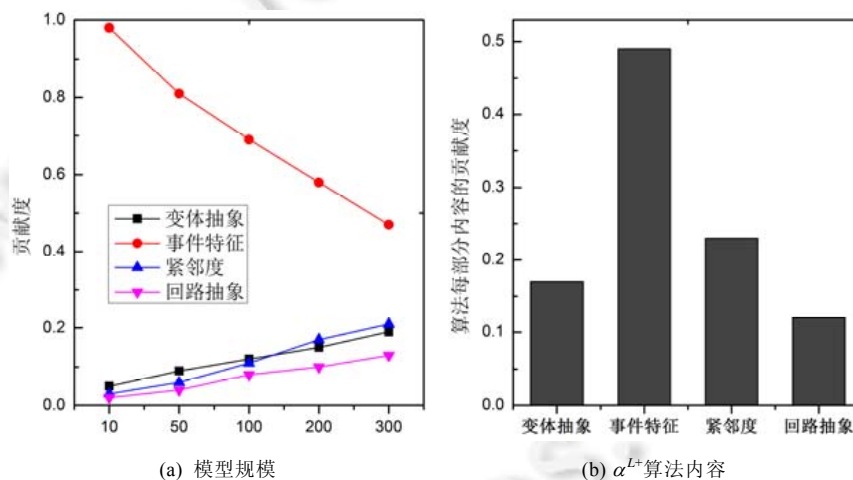 1.0
0.8
0.6
0.4
0.2
0.0
贡献度
变体抽象
事件特征
紧邻度
回路抽象
10 50 100 200 300
(a) 模型规模
0.5
0.4
0.3
0.2
0.1
0.0
算法每部分内容的贡献度
变体抽象 事件特征 紧邻度 回路抽象
(b) α^{L+}算法内容